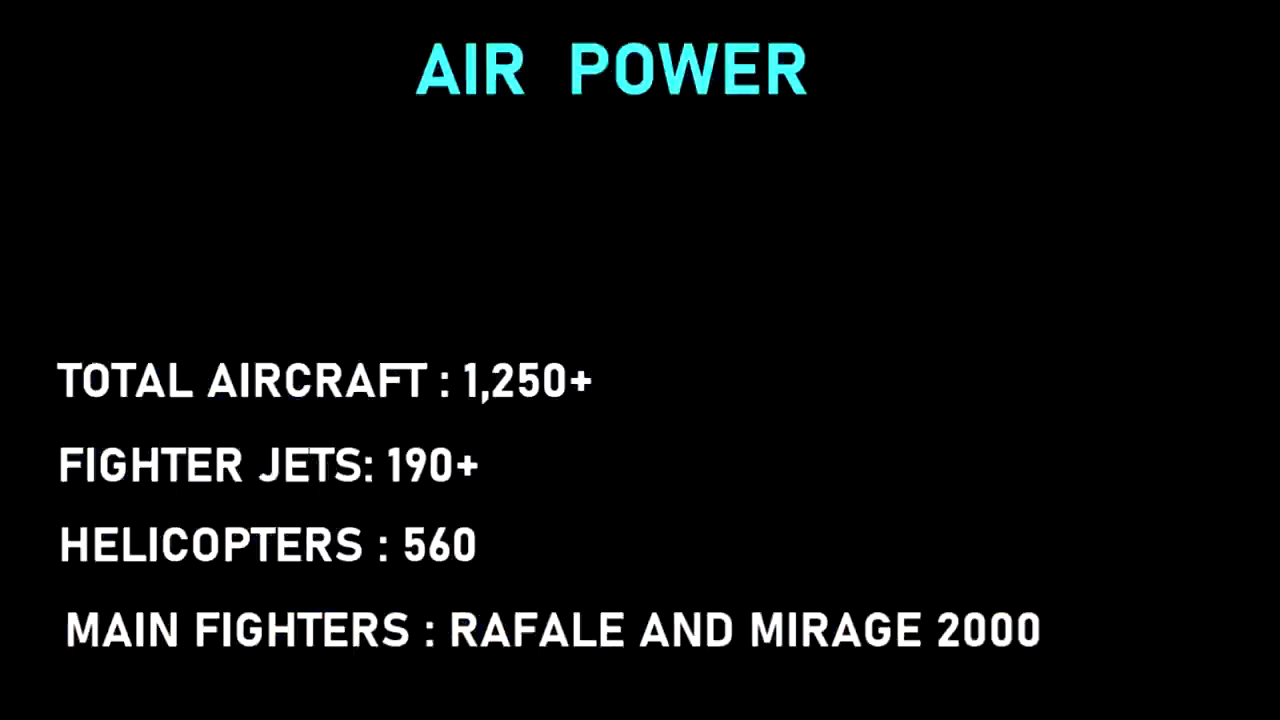 AIR POWER
TOTAL AIRCRAFT : 1,250+
FIGHTER JETS: 190+
HELICOPTERS : 560
MAIN FIGHTERS : RAFALE AND MIRAGE 2000